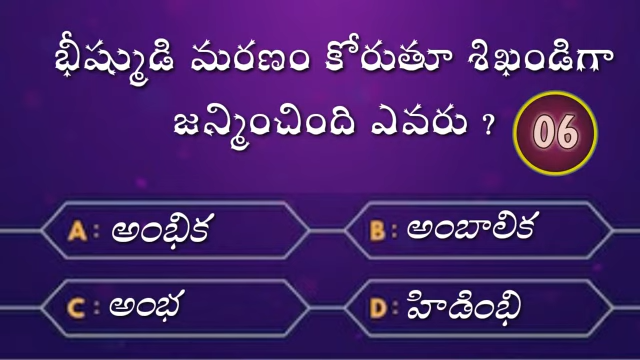 భీష్ముడి మరణం కోరుతూ శిఖండిగా
జన్మించింది ఎవరు ?
06
A : అంభిక
B : అంబాలిక
C : అంభ
D : హిడింభి